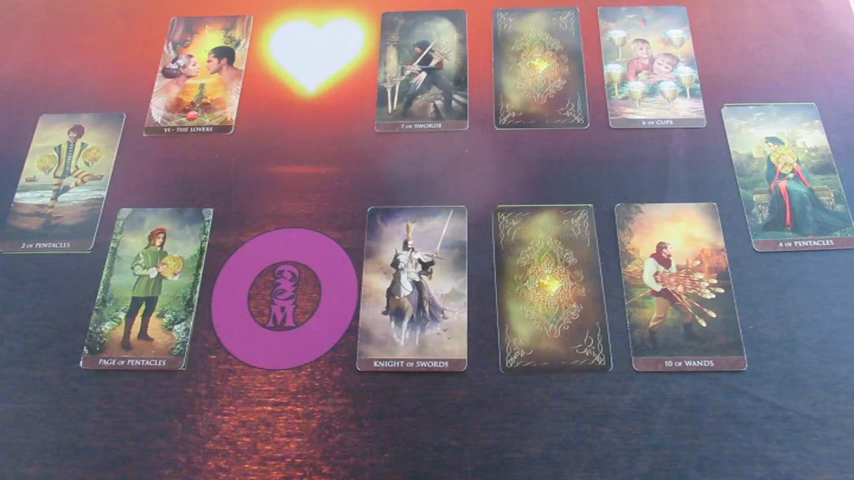 VI - THE LOVERS
7 OF SWORDS
6 OF CUPS
2 OF PENTACLES
4 OF PENTACLES
PAGE OF PENTACLES
KNIGHT OF SWORDS
10 OF WANDS